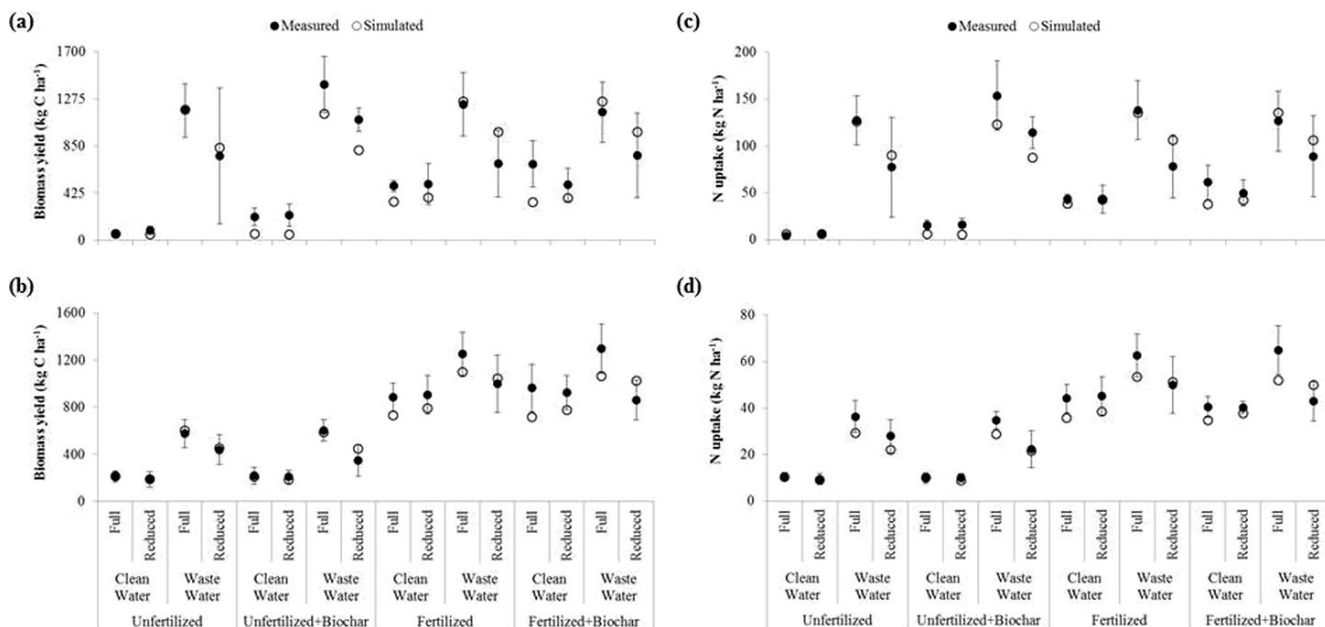 (a)
● Measured ○ Simulated
Biomass yield (kg C ha⁻¹)
1700
1275
850
425
0
(c)
● Measured ○ Simulated
N uptake (kg N ha⁻¹)
200
150
100
50
0
(b)
Biomass yield (kg C ha⁻¹)
1600
1200
800
400
0
Full Reduced Full Reduced Full Reduced Full Reduced Full Reduced Full Reduced Full Reduced Full Reduced
Clean Waste Clean Waste Clean Waste Clean Waste
Water Water Water Water Water Water Water Water
Unfertilized Unfertilized+Biochar Fertilized Fertilized+Biochar
(d)
N uptake (kg N ha⁻¹)
80
60
40
20
0
Full Reduced Full Reduced Full Reduced Full Reduced Full Reduced Full Reduced Full Reduced Full Reduced
Clean Waste Clean Waste Clean Waste Clean Waste
Water Water Water Water Water Water Water Water
Unfertilized Unfertilized+Biochar Fertilized Fertilized+Biochar